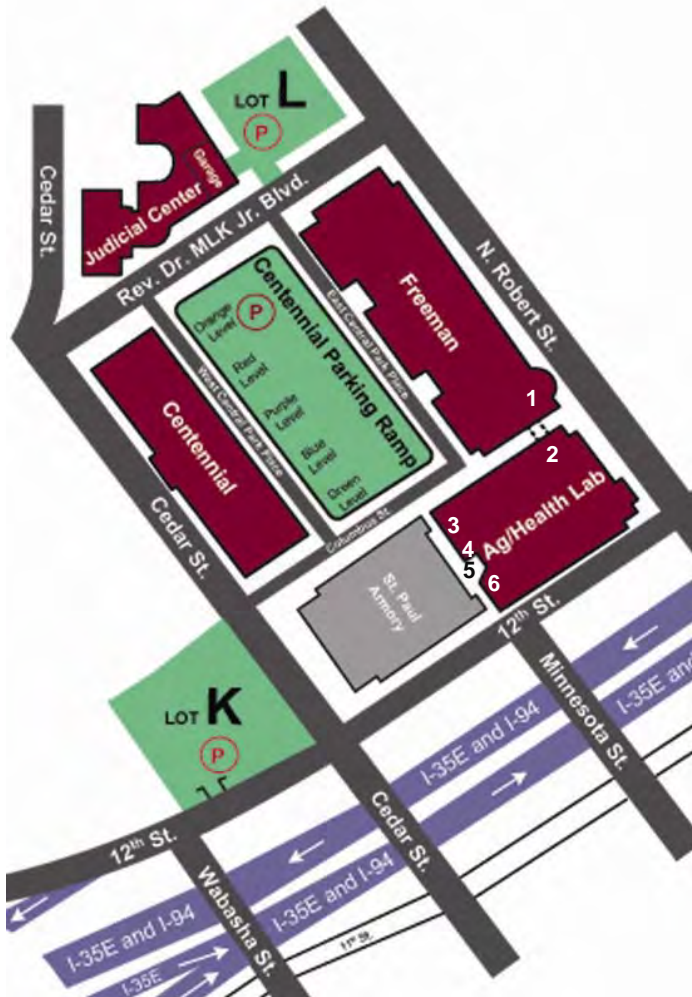 LOT L
P
Garage
Judicial Center
Cedar St.
Rev. Dr. MLK Jr. Blvd.
N. Robert St.
Freeman
East Central Park Place
Centennial Parking Ramp
P
Orange
Level
Red
Level
Purple
Level
Blue
Level
Green
Level
West Central Park Place
Centennial
Columbus St.
Cedar St.
1
2
3
4
5
6
Ag/Health Lab
St. Paul
Armory
12th St.
Minnesota St.
I-35E and I-94
I-35E and
LOT K
P
12th St.
Cedar St.
Wabasha St.
I-35E and I-94
I-35E and I-94
I-35E
11th St.